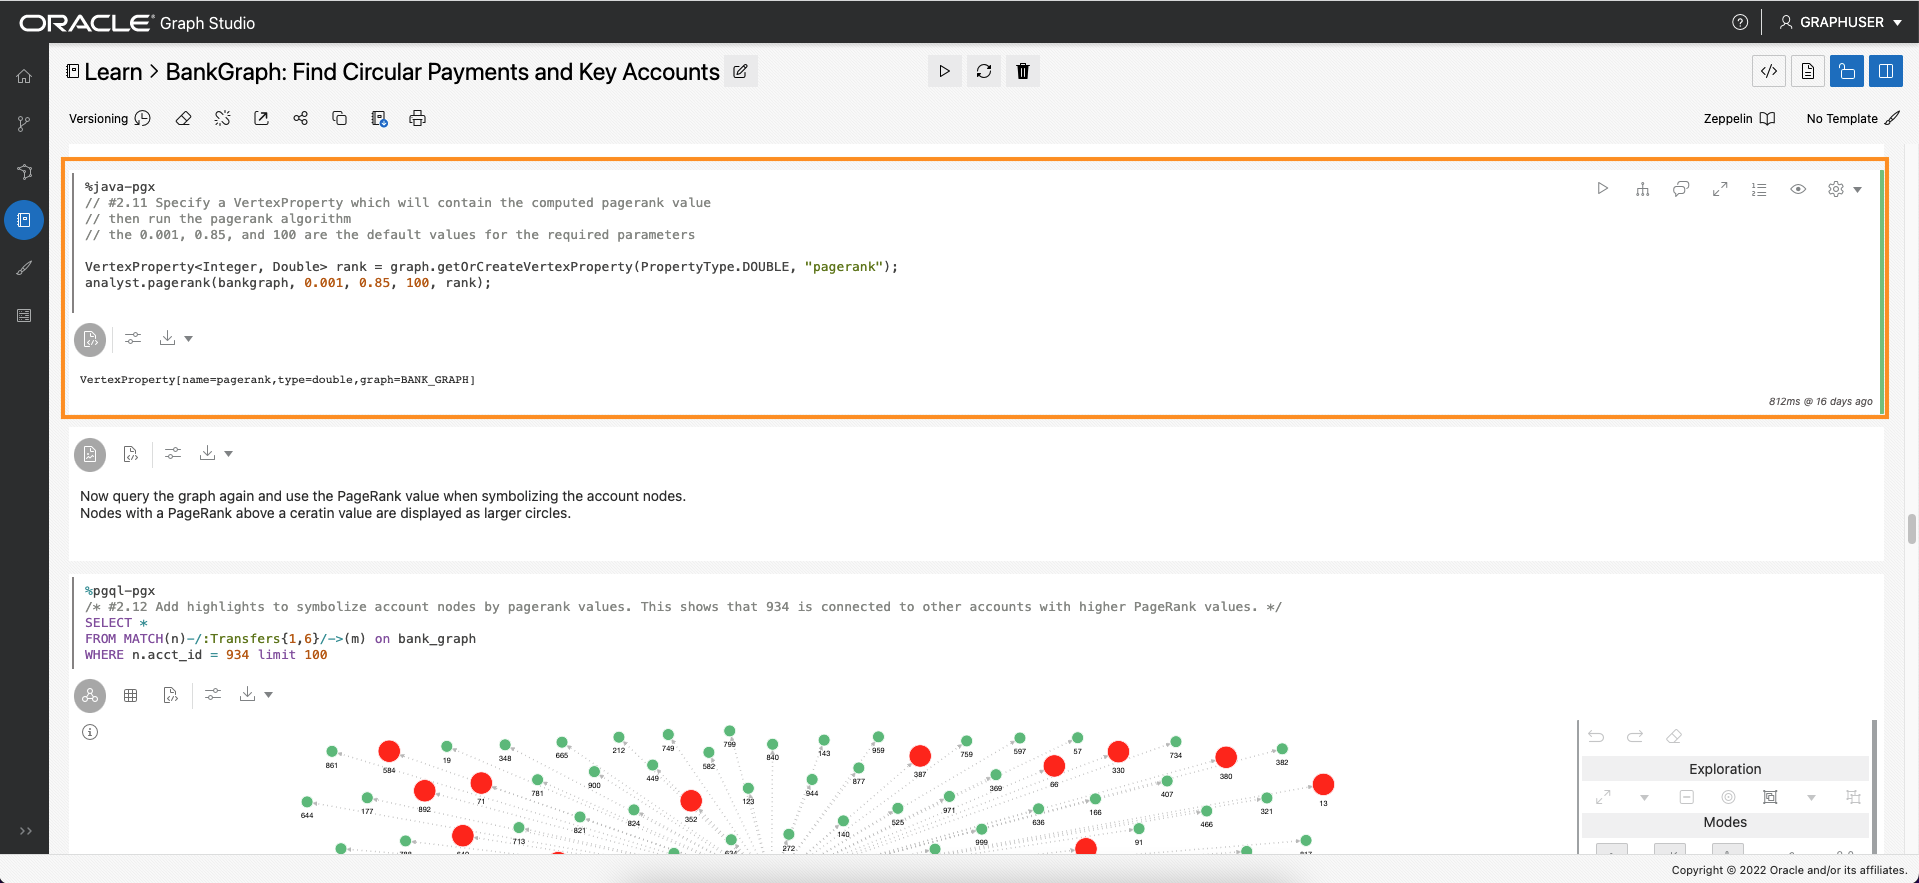 ORACLE Graph Studio
GRAPHUSER
Learn > BankGraph: Find Circular Payments and Key Accounts
Versioning
Zeppelin
No Template
%java-pgx
// #2.11 Specify a VertexProperty which will contain the computed pagerank value
// then run the pagerank algorithm
// the 0.001, 0.85, and 100 are the default values for the required parameters
VertexProperty<Integer, Double> rank = graph.getOrCreateVertexProperty(PropertyType.DOUBLE, "pagerank");
analyst.pagerank(bankgraph, 0.001, 0.85, 100, rank);
VertexProperty[name=pagerank,type=double,graph=BANK_GRAPH]
812ms @ 16 days ago
Now query the graph again and use the PageRank value when symbolizing the account nodes.
Nodes with a PageRank above a ceratin value are displayed as larger circles.
%pgql-pgx
/* #2.12 Add highlights to symbolize account nodes by pagerank values. This shows that 934 is connected to other accounts with higher PageRank values. */
SELECT *
FROM MATCH(n)-/:Transfers{1,6}/->(m) on bank_graph
WHERE n.acct_id = 934 limit 100
861
584
19
348
665
212
749
582
799
840
143
959
387
759
597
57
330
734
380
382
892
71
781
900
449
123
944
877
369
66
407
13
644
177
821
824
352
525
971
636
166
466
321
713
272
140
999
91
Exploration
Modes
Copyright © 2022 Oracle and/or its affiliates.